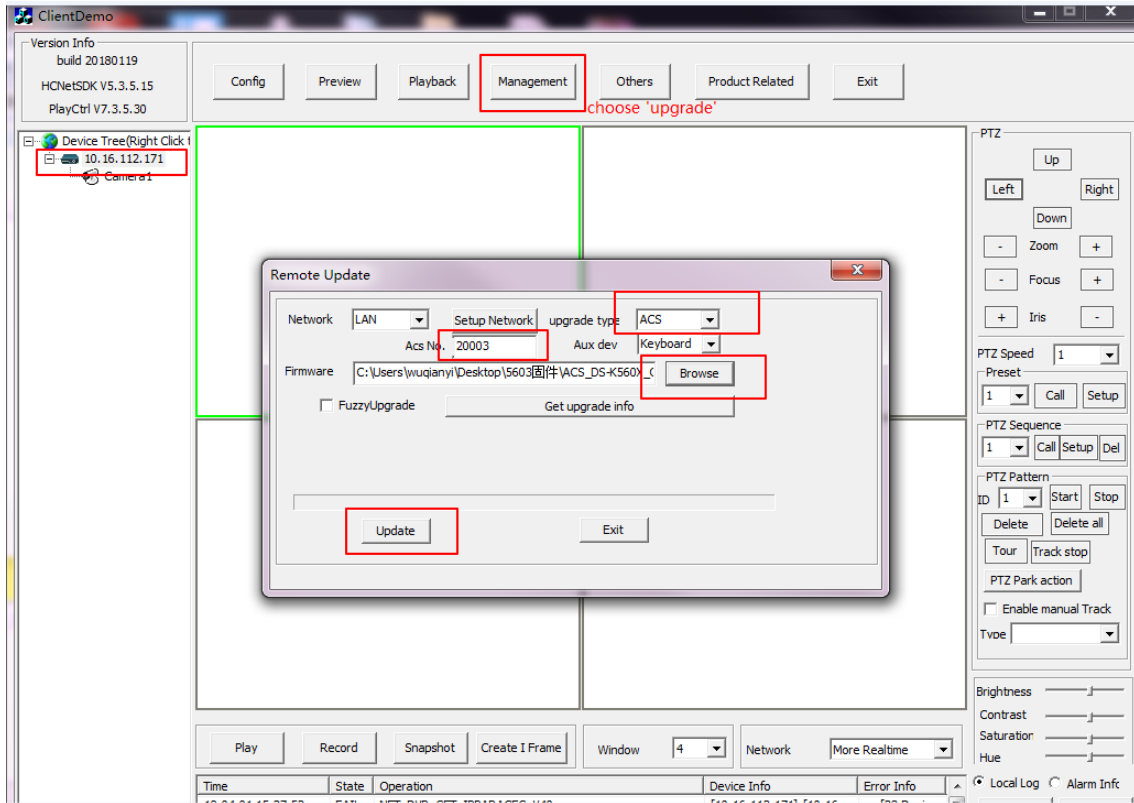 ClientDemo
Version Info
build 20180119
HCNetSDK V5.3.5.15
PlayCtrl V7.3.5.30
Config Preview Playback Management Others Product Related Exit
choose 'upgrade'
Device Tree(Right Click t
10.16.112.171
Camera1
Remote Update
Network LAN Setup Network upgrade type ACS
Acs No. 20003 Aux dev Keyboard
Firmware C:\Users\wuqianyi\Desktop\5603固件\ACS_DS-K560X_ Browse
FuzzyUpgrade Get upgrade info
Update Exit
PTZ
Up
Left Right
Down
- Zoom +
- Focus +
+ Iris -
PTZ Speed 1
Preset
1 Call Setup
PTZ Sequence
1 Call Setup Del
PTZ Pattern
ID 1 Start Stop
Delete Delete all
Tour Track stop
PTZ Park action
Enable manual Track
Type
Brightness
Contrast
Saturation
Hue
Play Record Snapshot Create I Frame Window 4 Network More Realtime
Local Log Alarm Info
Time State Operation Device Info Error Info